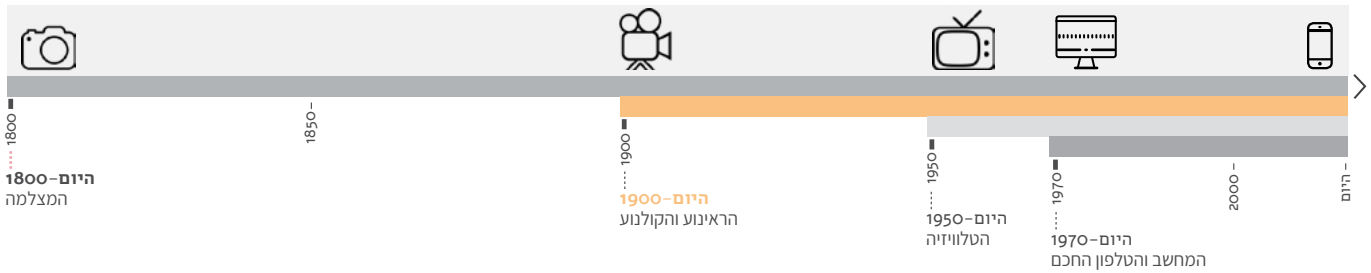 1800
1850
1900
1950
1970
2000
היום
1800–היום
המצלמה
1900–היום
הראינוע והקולנוע
1950–היום
הטלוויזיה
1970–היום
המחשב והטלפון החכם